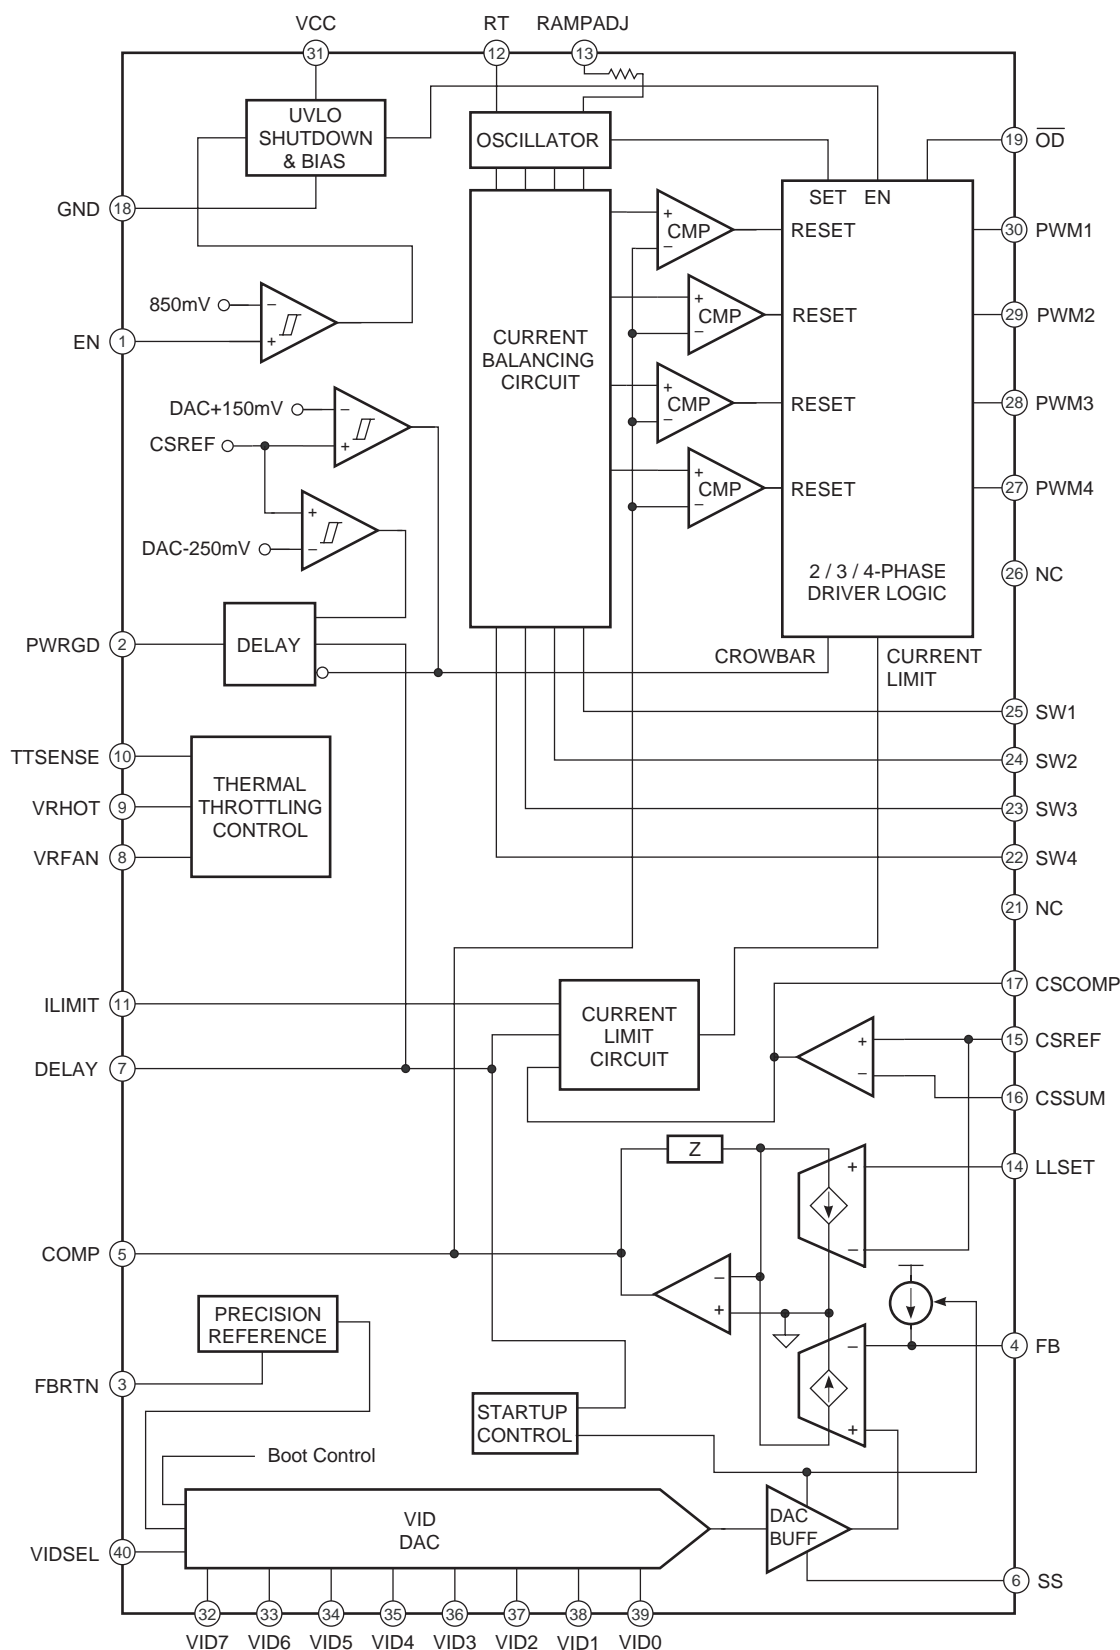 VCC
RT
RAMPADJ
31
12
13
UVLO
SHUTDOWN
& BIAS
OSCILLATOR
19
OD
GND
18
SET
EN
+
CMP
−
RESET
30
PWM1
850mV
−
+
EN
1
+
CMP
−
RESET
29
PWM2
CURRENT
BALANCING
CIRCUIT
DAC+150mV
−
CSREF
+
+
CMP
−
RESET
28
PWM3
+
DAC-250mV
−
+
CMP
−
RESET
27
PWM4
2 / 3 / 4-PHASE
DRIVER LOGIC
26
NC
PWRGD
2
DELAY
CROWBAR
CURRENT
LIMIT
25
SW1
TTSENSE
10
THERMAL
THROTTLING
CONTROL
24
SW2
VRHOT
9
23
SW3
VRFAN
8
22
SW4
21
NC
17
CSCOMP
ILIMIT
11
CURRENT
LIMIT
CIRCUIT
+
−
15
CSREF
DELAY
7
16
CSSUM
Z
+
−
14
LLSET
COMP
5
−
+
PRECISION
REFERENCE
−
+
4
FB
FBRTN
3
STARTUP
CONTROL
Boot Control
VID
DAC
DAC
BUFF
VIDSEL
40
6
SS
32
33
34
35
36
37
38
39
VID7
VID6
VID5
VID4
VID3
VID2
VID1
VID0